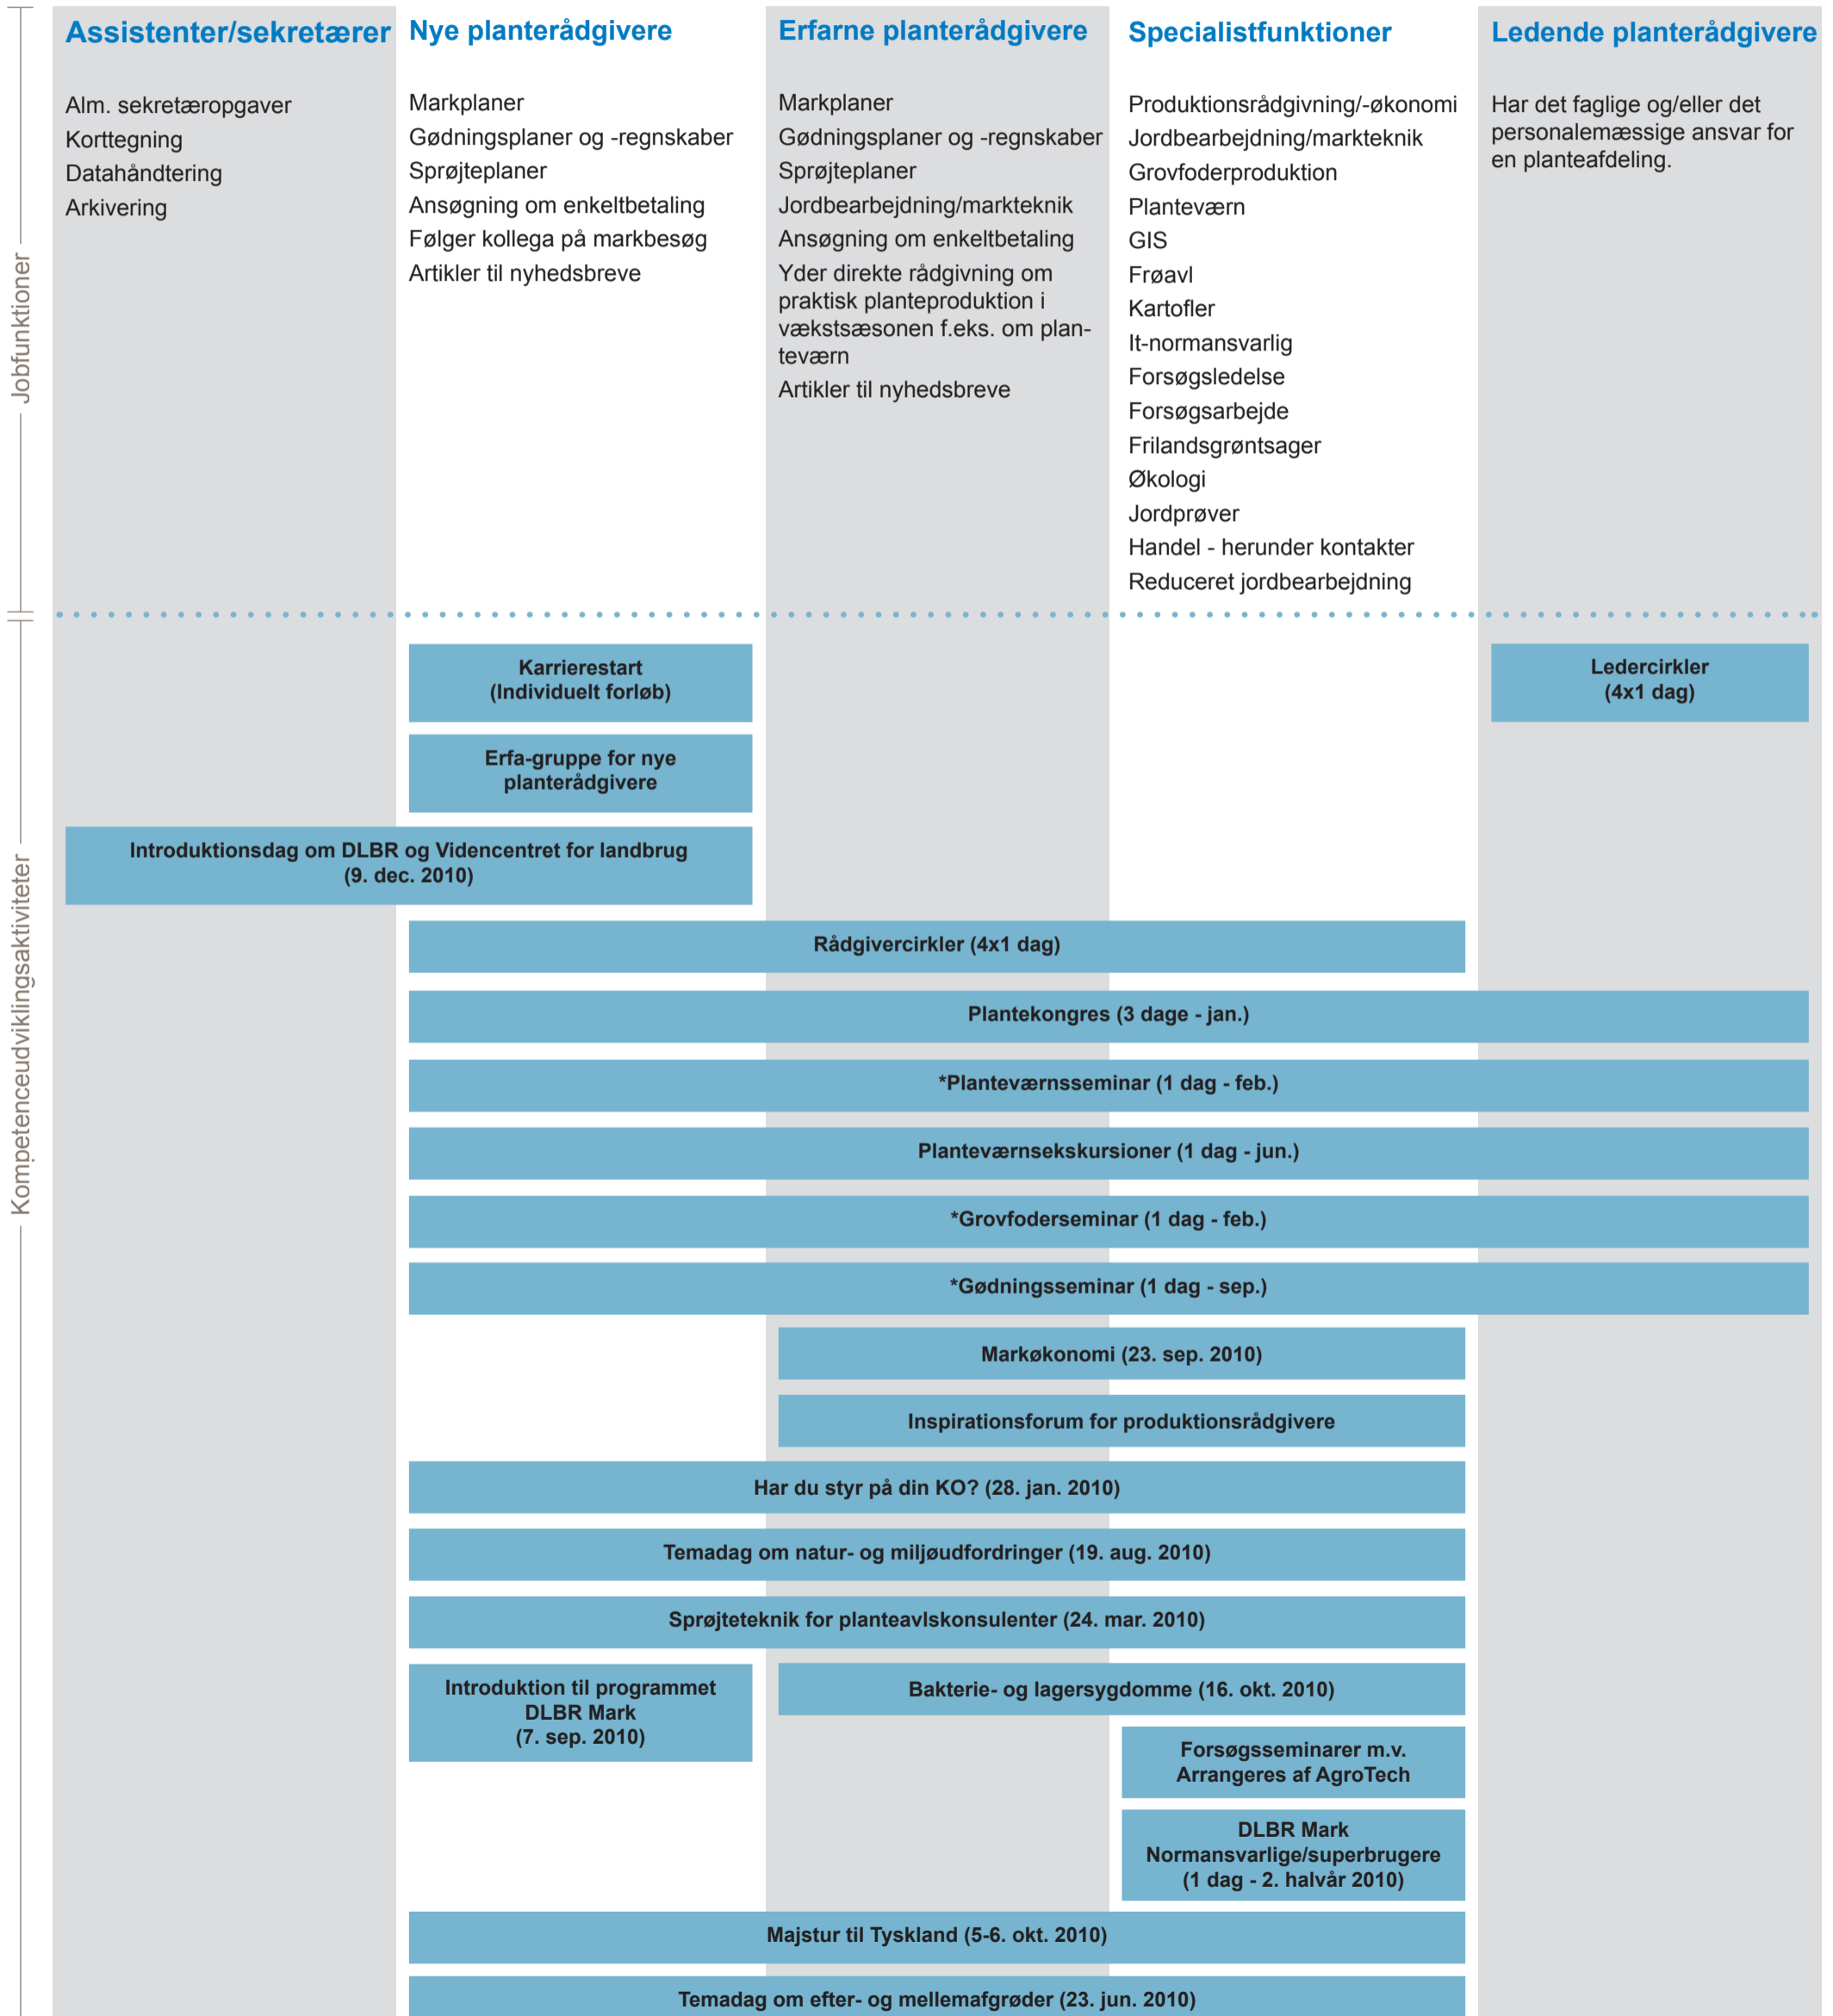 Assistenter/sekretærer
Alm. sekretæropgaver
Korttegning
Datahåndtering
Arkivering
Nye planterådgivere
Markplaner
Gødningsplaner og -regnskaber
Sprøjteplaner
Ansøgning om enkeltbetaling
Følger kollega på markbesøg
Artikler til nyhedsbreve
Erfarne planterådgivere
Markplaner
Gødningsplaner og -regnskaber
Sprøjteplaner
Jordbearbejdning/markteknik
Ansøgning om enkeltbetaling
Yder direkte rådgivning om
praktisk planteproduktion i
vækstsæsonen f.eks. om plan-
teværn
Artikler til nyhedsbreve
Specialistfunktioner
Produktionsrådgivning/-økonomi
Jordbearbejdning/markteknik
Grovfoderproduktion
Planteværn
GIS
Frøavl
Kartofler
It-normansvarlig
Forsøgsledelse
Forsøgsarbejde
Frilandsgrøntsager
Økologi
Jordprøver
Handel - herunder kontakter
Reduceret jordbearbejdning
Ledende planterådgivere
Har det faglige og/eller det
personalemæssige ansvar for
en planteafdeling.
Jobfunktioner
Kompetenceudviklingsaktiviteter
Karrierestart
(Individuelt forløb)
Ledercirkler
(4x1 dag)
Erfa-gruppe for nye
planterådgivere
Introduktionsdag om DLBR og Videncentret for landbrug
(9. dec. 2010)
Rådgivercirkler (4x1 dag)
Plantekongres (3 dage - jan.)
*Planteværnsseminar (1 dag - feb.)
Planteværnsekskursioner (1 dag - jun.)
*Grovfoderseminar (1 dag - feb.)
*Gødningsseminar (1 dag - sep.)
Markøkonomi (23. sep. 2010)
Inspirationsforum for produktionsrådgivere
Har du styr på din KO? (28. jan. 2010)
Temadag om natur- og miljøudfordringer (19. aug. 2010)
Sprøjteteknik for planteavlskonsulenter (24. mar. 2010)
Introduktion til programmet
DLBR Mark
(7. sep. 2010)
Bakterie- og lagersygdomme (16. okt. 2010)
Forsøgsseminarer m.v.
Arrangeres af AgroTech
DLBR Mark
Normansvarlige/superbrugere
(1 dag - 2. halvår 2010)
Majstur til Tyskland (5-6. okt. 2010)
Temadag om efter- og mellemafgrøder (23. jun. 2010)